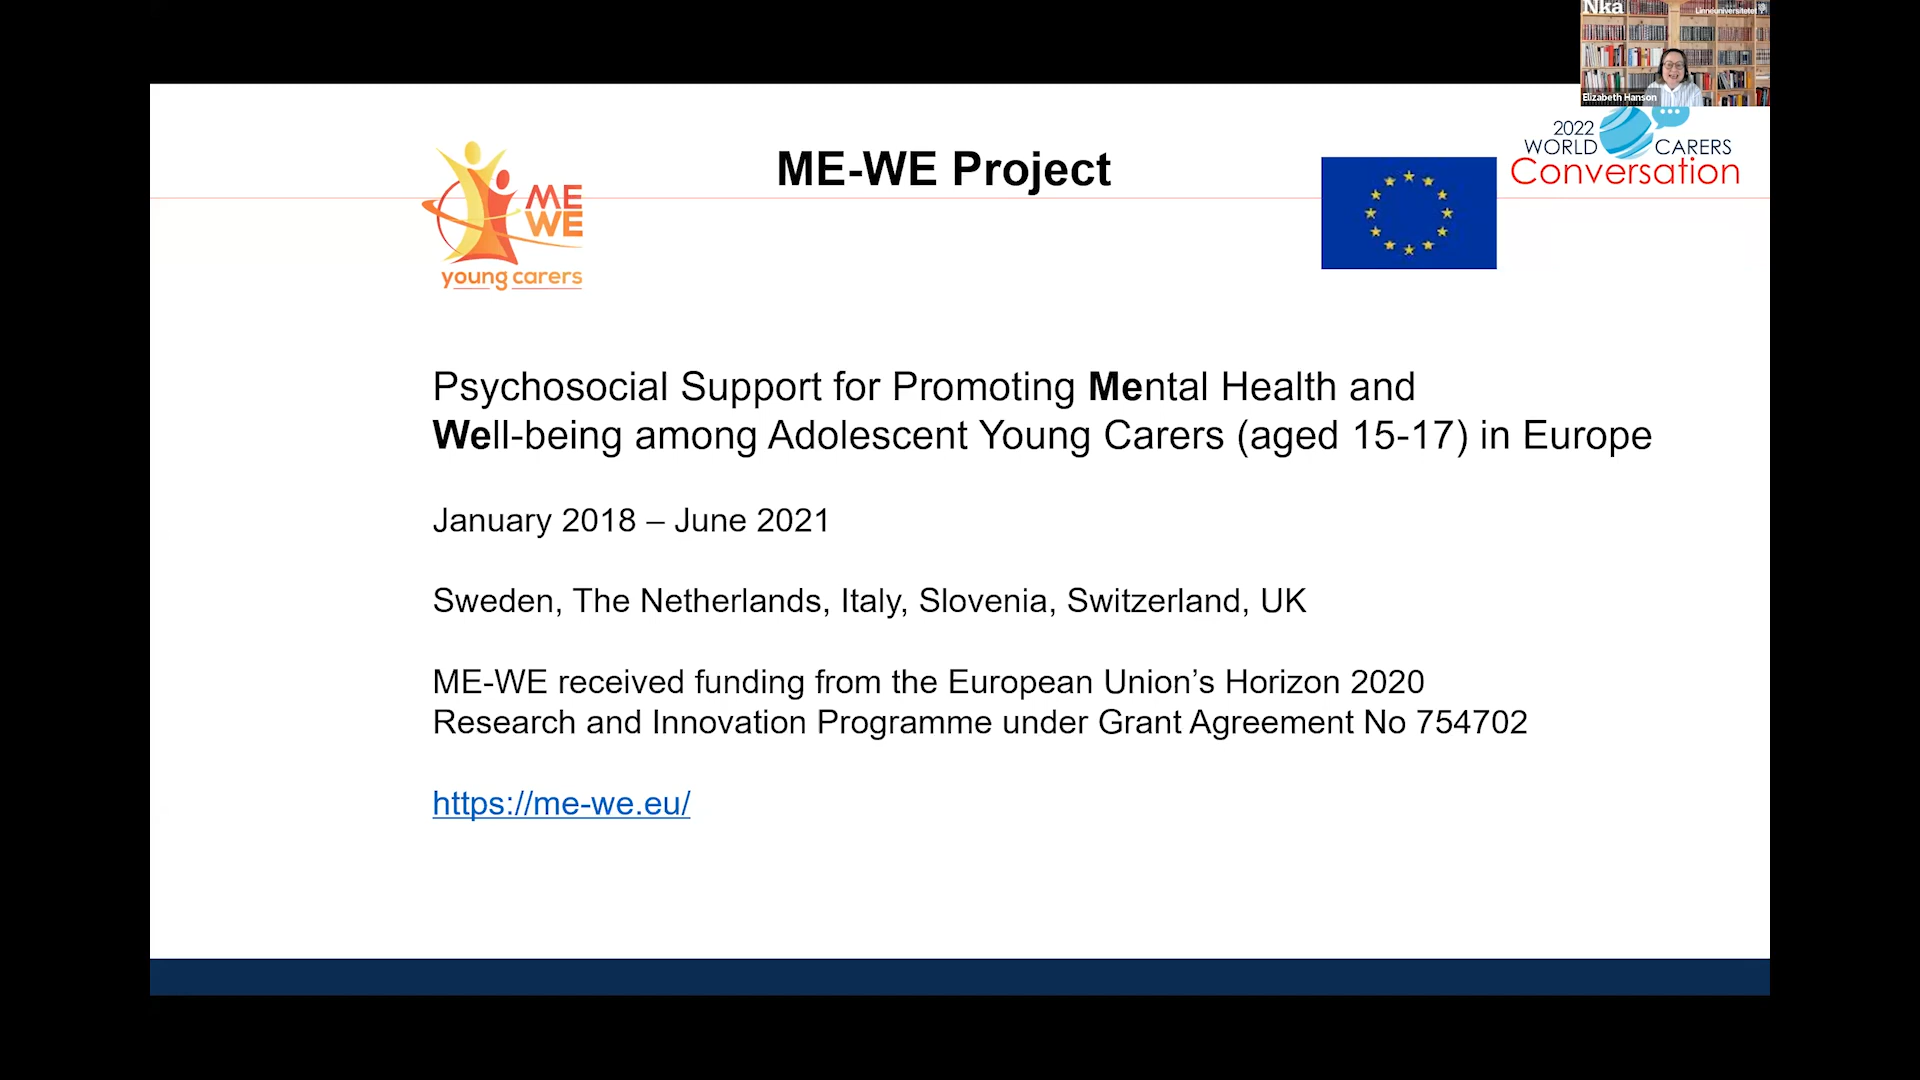 Nka
Linnéuniversitetet
Elizabeth Hanson
2022
WORLD CARERS
Conversation
ME-WE Project
ME
WE
young carers
Psychosocial Support for Promoting Mental Health and
Well-being among Adolescent Young Carers (aged 15-17) in Europe
January 2018 – June 2021
Sweden, The Netherlands, Italy, Slovenia, Switzerland, UK
ME-WE received funding from the European Union’s Horizon 2020
Research and Innovation Programme under Grant Agreement No 754702
https://me-we.eu/